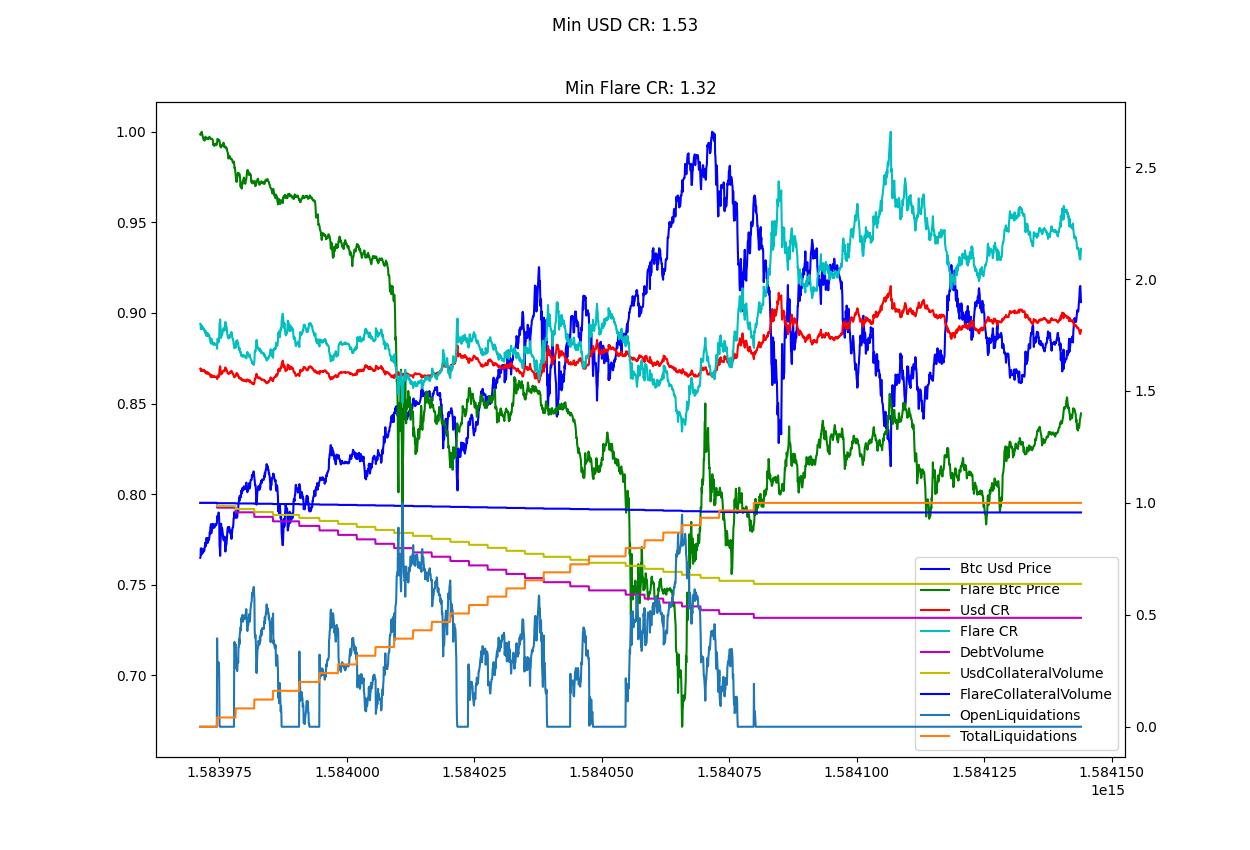 Min USD CR: 1.53
Min Flare CR: 1.32
1.00
0.95
0.90
0.85
0.80
0.75
0.70
2.5
2.0
1.5
1.0
0.5
0.0
Btc Usd Price
Flare Btc Price
Usd CR
Flare CR
DebtVolume
UsdCollateralVolume
FlareCollateralVolume
OpenLiquidations
TotalLiquidations
1.583975 1.584000 1.584025 1.584050 1.584075 1.584100 1.584125 1.584150
1e15